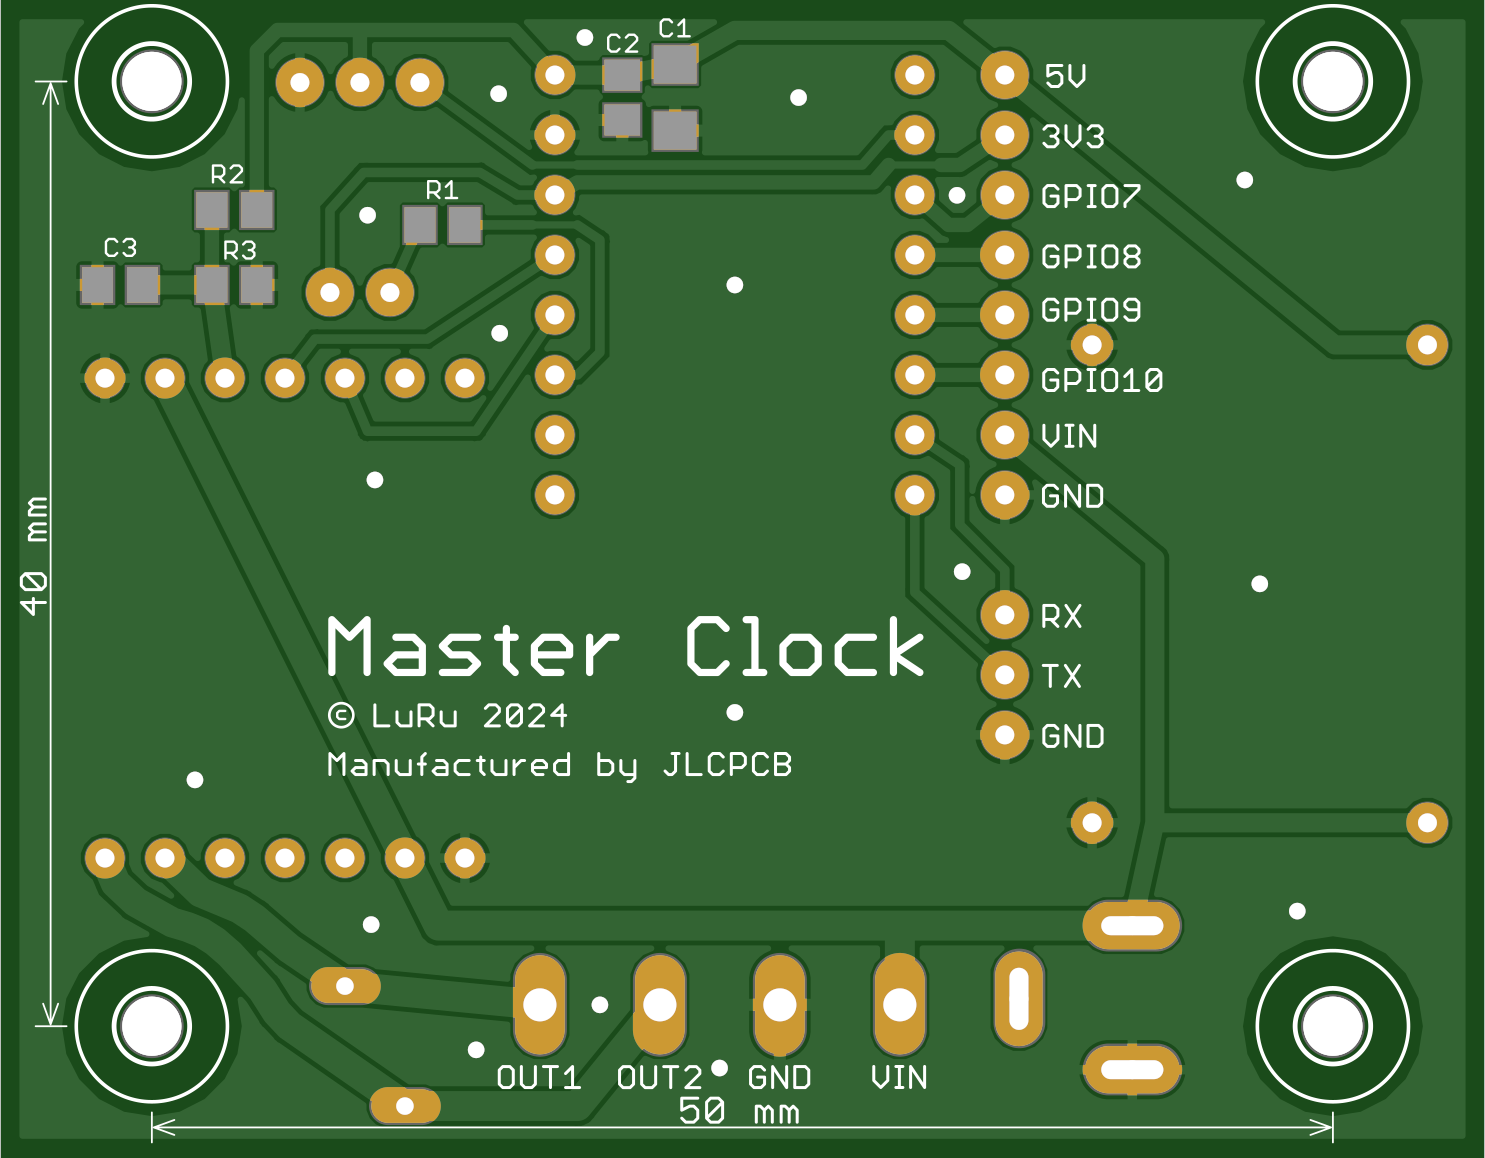 C1
C2
5V
3V3
R2
R1
GPIO7
C3
R3
GPIO8
GPIO9
GPIO10
VIN
GND
40 mm
RX
Master Clock
TX
© LuRu 2024
GND
Manufactured by JLCPCB
OUT1 OUT2 GND VIN
50 mm